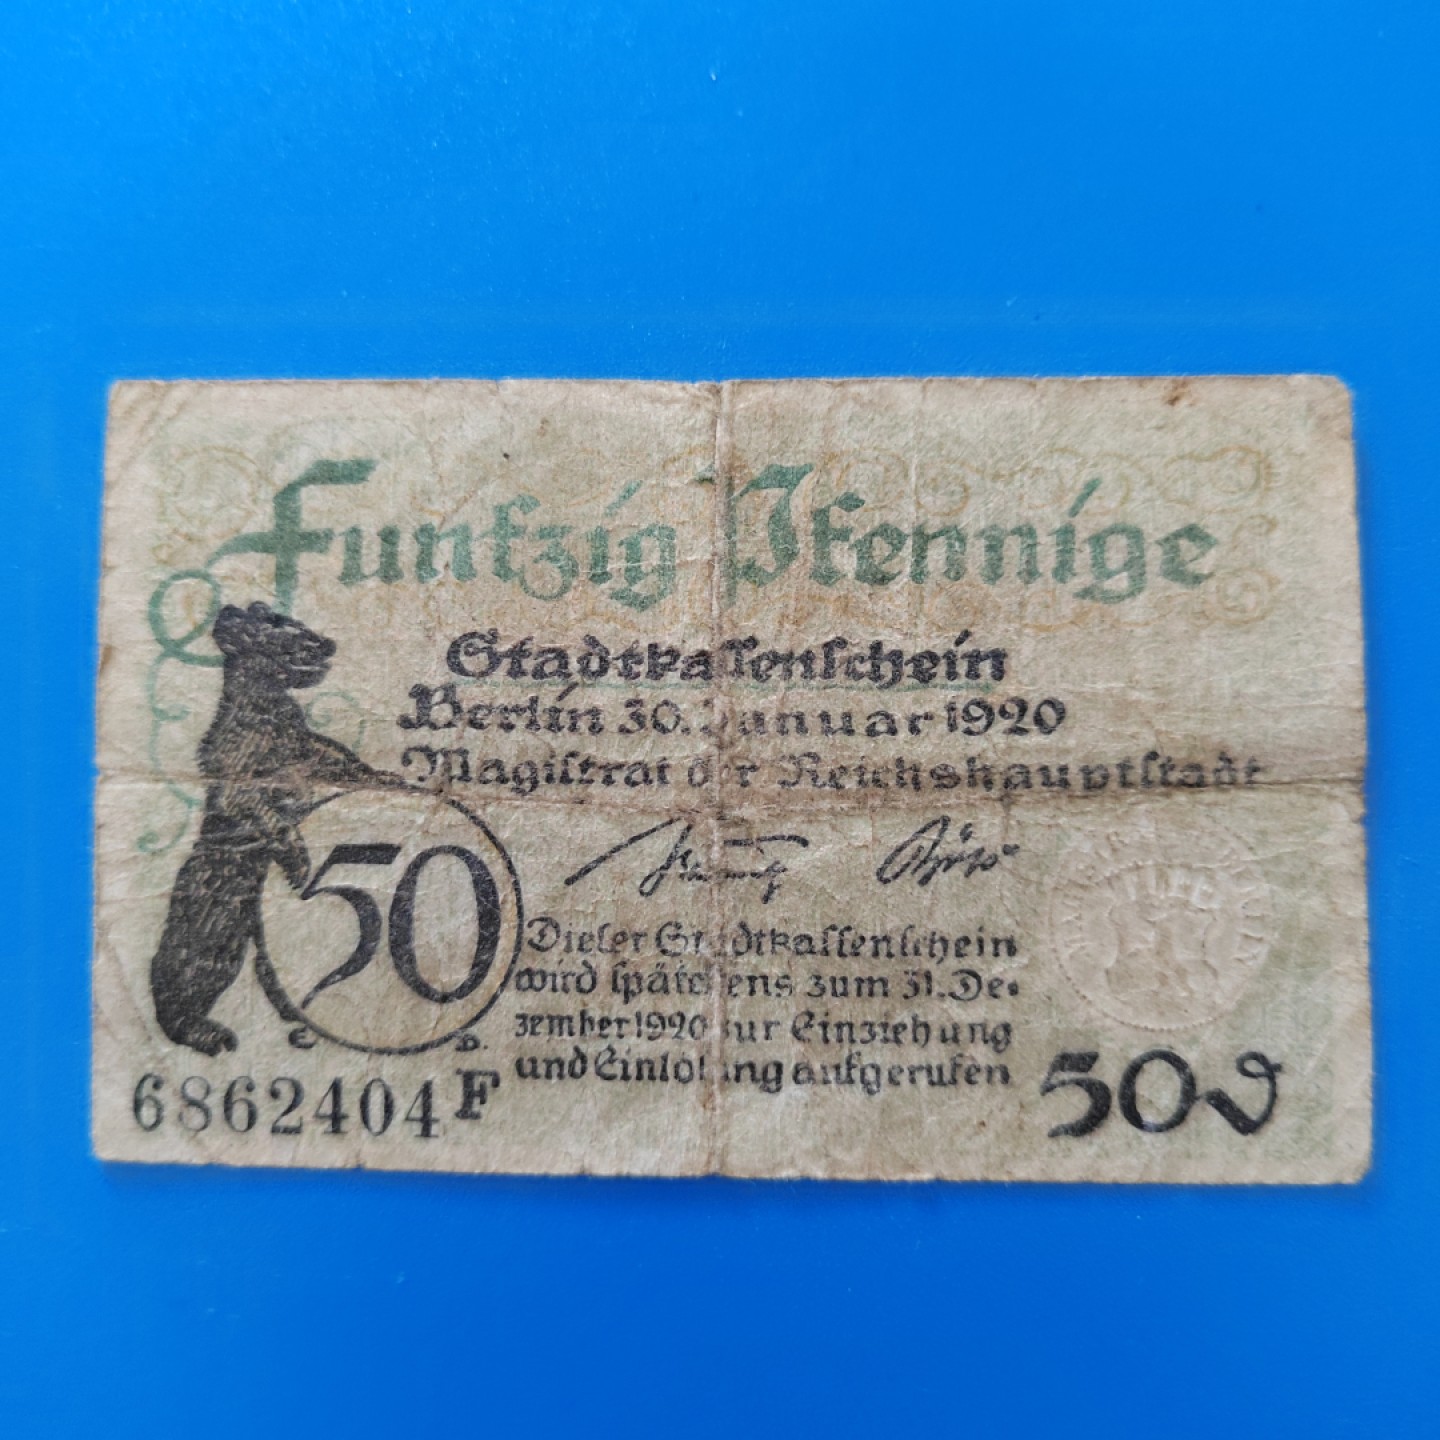 Funfzig Pfennige
Stadtkassenschein
Berlin 30. Januar 1920
Magistrat der Reichshauptstadt
50
Dieser Stadtkassenschein
wird spätestens zum 31. De-
zember 1920 zur Einziehung
und Einlösung aufgerufen
6862404 F
50₰